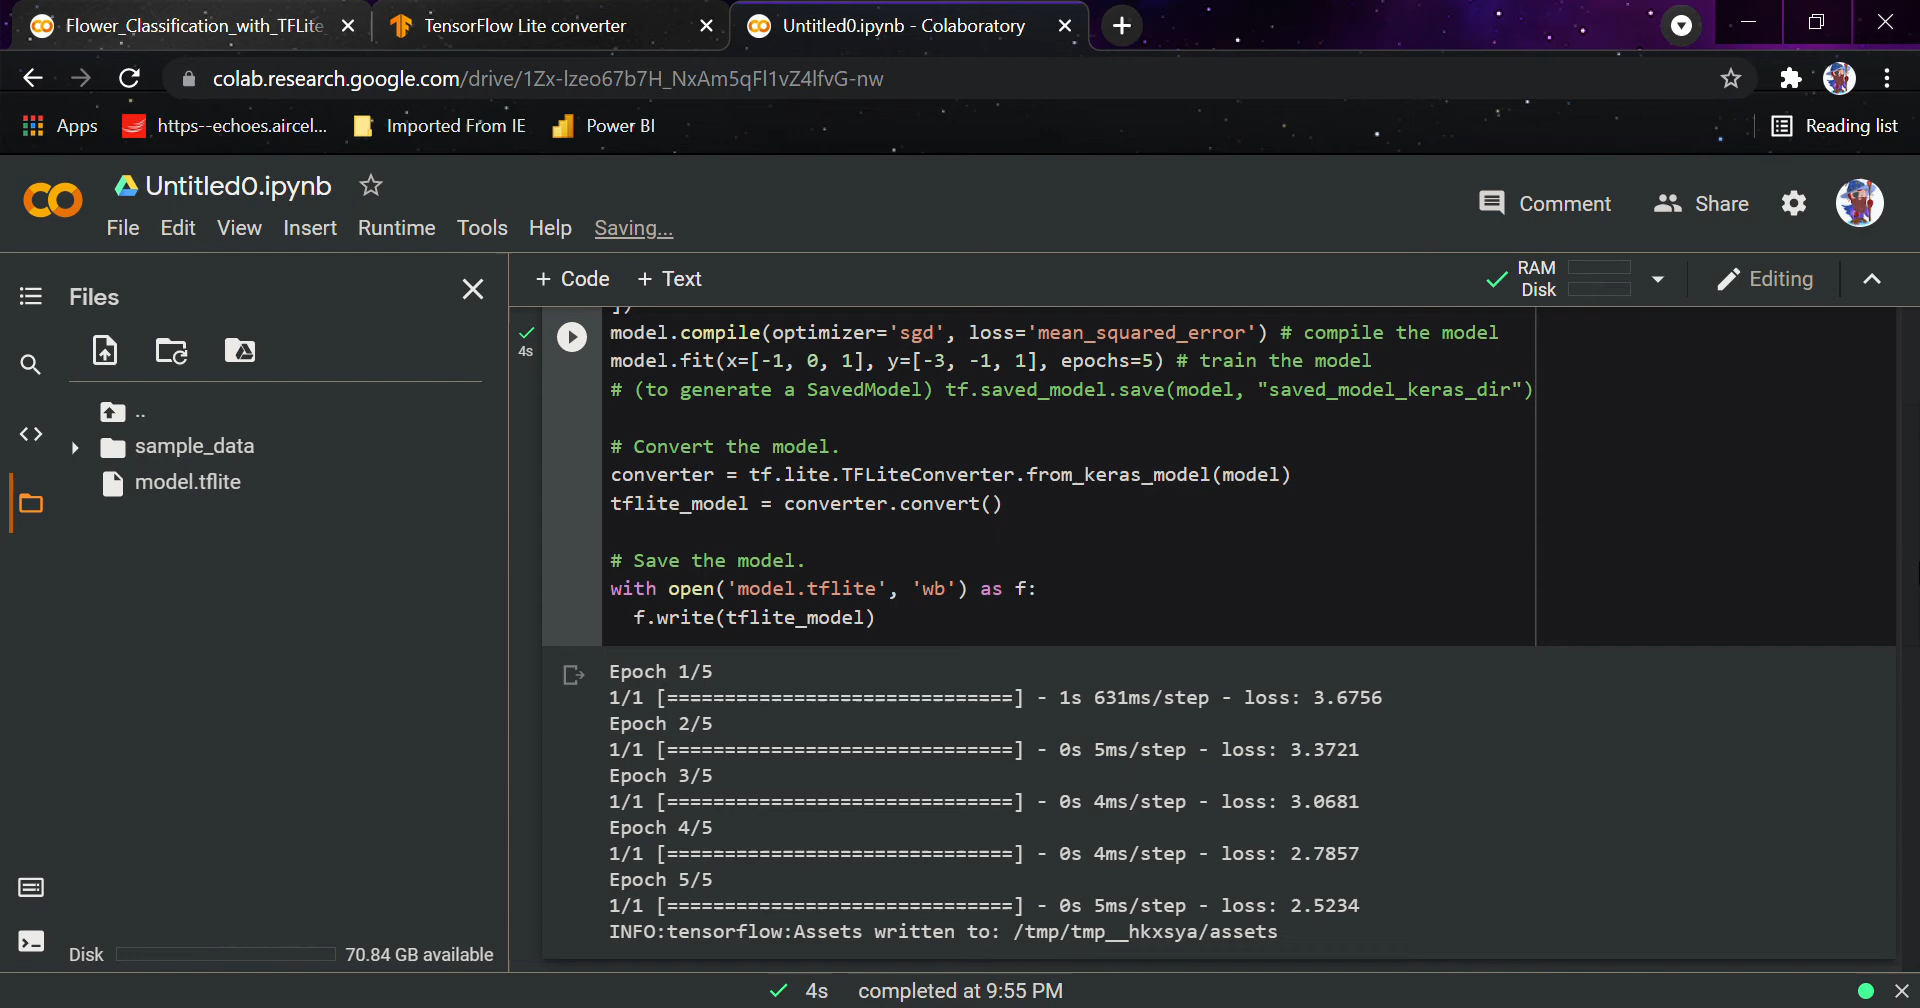 Flower_Classification_with_TFLite
TensorFlow Lite converter
Untitled0.ipynb - Colaboratory
colab.research.google.com/drive/1Zx-lzeo67b7H_NxAm5qFl1vZ4lfvG-nw
Apps
https--echoes.aircel...
Imported From IE
Power BI
Reading list
Untitled0.ipynb
Comment
Share
File Edit View Insert Runtime Tools Help Saving...
Files
+ Code + Text
RAM
Disk
Editing
..
sample_data
model.tflite
4s
])
model.compile(optimizer='sgd', loss='mean_squared_error') # compile the model
model.fit(x=[-1, 0, 1], y=[-3, -1, 1], epochs=5) # train the model
# (to generate a SavedModel) tf.saved_model.save(model, "saved_model_keras_dir")
# Convert the model.
converter = tf.lite.TFLiteConverter.from_keras_model(model)
tflite_model = converter.convert()
# Save the model.
with open('model.tflite', 'wb') as f:
  f.write(tflite_model)
Epoch 1/5
1/1 [==============================] - 1s 631ms/step - loss: 3.6756
Epoch 2/5
1/1 [==============================] - 0s 5ms/step - loss: 3.3721
Epoch 3/5
1/1 [==============================] - 0s 4ms/step - loss: 3.0681
Epoch 4/5
1/1 [==============================] - 0s 4ms/step - loss: 2.7857
Epoch 5/5
1/1 [==============================] - 0s 5ms/step - loss: 2.5234
INFO:tensorflow:Assets written to: /tmp/tmp__hkxsya/assets
Disk
70.84 GB available
4s completed at 9:55 PM